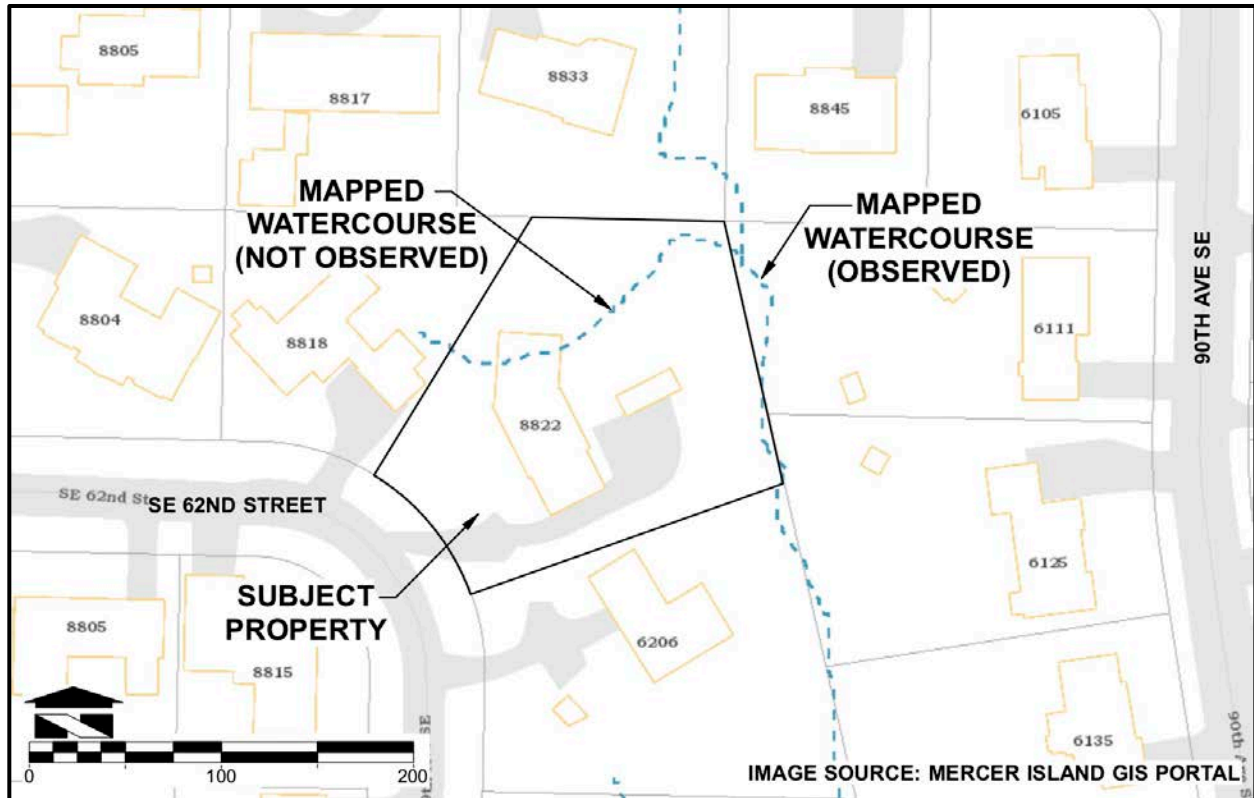 8805
8817
8833
8845
6105
MAPPED
WATERCOURSE
(NOT OBSERVED)
MAPPED
WATERCOURSE
(OBSERVED)
90TH AVE SE
8804
8818
8822
6111
SE 62nd St
SE 62ND STREET
SUBJECT
PROPERTY
6125
8805
8815
6206
6135
SE
90th
0
100
200
IMAGE SOURCE: MERCER ISLAND GIS PORTAL